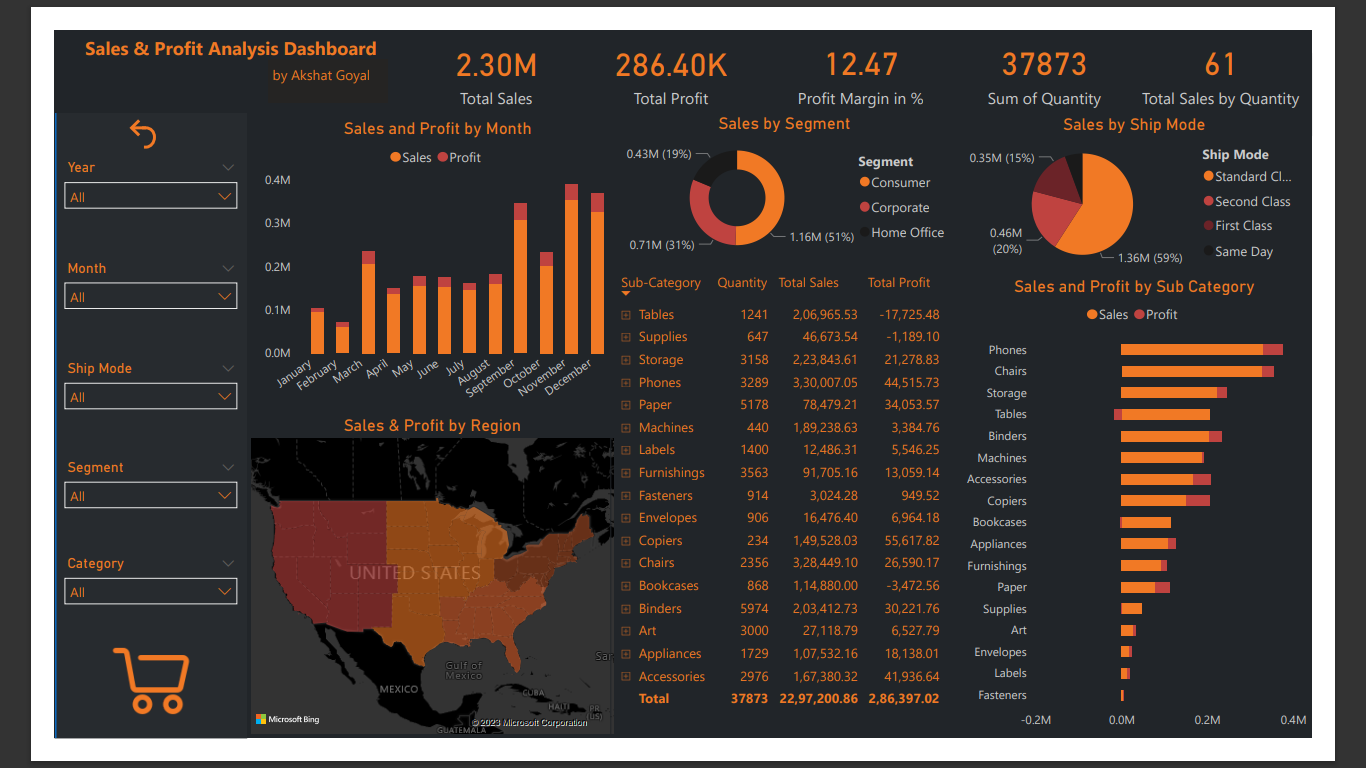 Sales & Profit Analysis Dashboard
by Akshat Goyal
2.30M
Total Sales
286.40K
Total Profit
12.47
Profit Margin in %
37873
Sum of Quantity
61
Total Sales by Quantity
Year
All
Month
All
Ship Mode
All
Segment
All
Category
All
Sales and Profit by Month
Sales Profit
0.4M
0.3M
0.2M
0.1M
0.0M
January
February
March
April
May
June
July
August
September
October
November
December
Sales & Profit by Region
UNITED STATES
Gulf of
Mexico
MEXICO
CUBA
HAITI
PR
(US)
GUATEMALA
San
Microsoft Bing
© 2023 Microsoft Corporation
Sales by Segment
0.43M (19%)
0.71M (31%)
1.16M (51%)
Segment
Consumer
Corporate
Home Office
Sales by Ship Mode
0.35M (15%)
0.46M
(20%)
1.36M (59%)
Ship Mode
Standard Cl...
Second Class
First Class
Same Day
Sub-Category Quantity Total Sales Total Profit
Tables 1241 2,06,965.53 -17,725.48
Supplies 647 46,673.54 -1,189.10
Storage 3158 2,23,843.61 21,278.83
Phones 3289 3,30,007.05 44,515.73
Paper 5178 78,479.21 34,053.57
Machines 440 1,89,238.63 3,384.76
Labels 1400 12,486.31 5,546.25
Furnishings 3563 91,705.16 13,059.14
Fasteners 914 3,024.28 949.52
Envelopes 906 16,476.40 6,964.18
Copiers 234 1,49,528.03 55,617.82
Chairs 2356 3,28,449.10 26,590.17
Bookcases 868 1,14,880.00 -3,472.56
Binders 5974 2,03,412.73 30,221.76
Art 3000 27,118.79 6,527.79
Appliances 1729 1,07,532.16 18,138.01
Accessories 2976 1,67,380.32 41,936.64
Total 37873 22,97,200.86 2,86,397.02
Sales and Profit by Sub Category
Sales Profit
Phones
Chairs
Storage
Tables
Binders
Machines
Accessories
Copiers
Bookcases
Appliances
Furnishings
Paper
Supplies
Art
Envelopes
Labels
Fasteners
-0.2M 0.0M 0.2M 0.4M